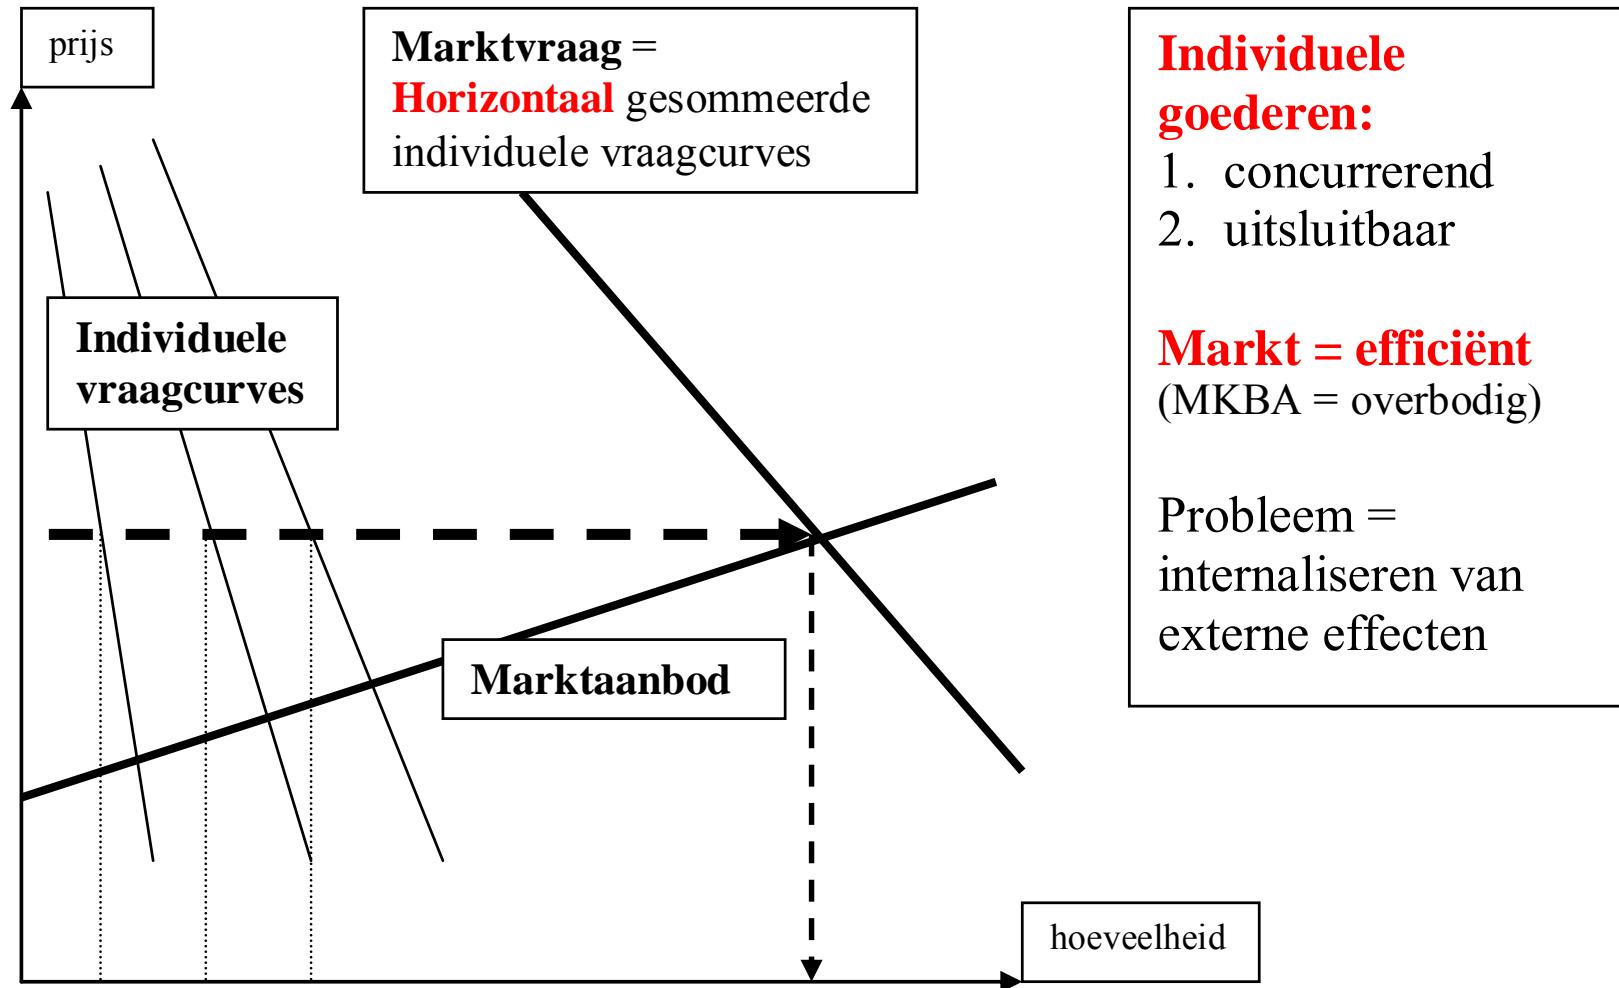 prijs
Marktvraag =
Horizontaal gesommeerde
individuele vraagcurves
Individuele
vraagcurves
Marktaanbod
hoeveelheid
Individuele
goederen:
1. concurrerend
2. uitsluitbaar
Markt = efficiënt
(MKBA = overbodig)
Probleem =
internaliseren van
externe effecten